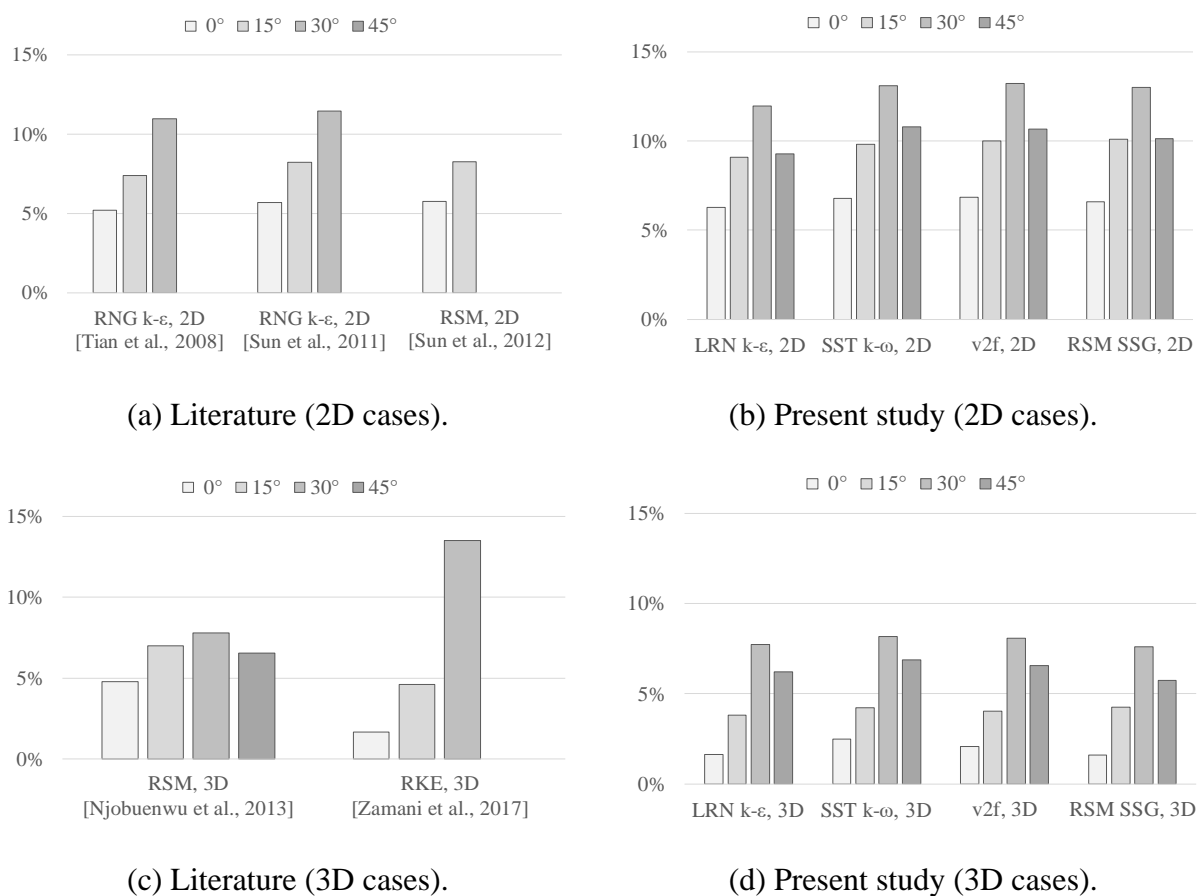 0° 15° 30° 45°
15%
10%
5%
0%
RNG k-ε, 2D
[Tian et al., 2008]
RNG k-ε, 2D
[Sun et al., 2011]
RSM, 2D
[Sun et al., 2012]
(a) Literature (2D cases).
0° 15° 30° 45°
15%
10%
5%
0%
LRN k-ε, 2D
SST k-ω, 2D
v2f, 2D
RSM SSG, 2D
(b) Present study (2D cases).
0° 15° 30° 45°
15%
10%
5%
0%
RSM, 3D
[Njobuenwu et al., 2013]
RKE, 3D
[Zamani et al., 2017]
(c) Literature (3D cases).
0° 15° 30° 45°
15%
10%
5%
0%
LRN k-ε, 3D
SST k-ω, 3D
v2f, 3D
RSM SSG, 3D
(d) Present study (3D cases).